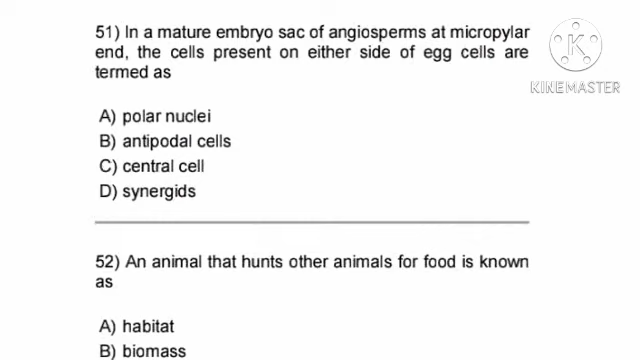 51) In a mature embryo sac of angiosperms at micropylar
end, the cells present on either side of egg cells are
termed as
A) polar nuclei
B) antipodal cells
C) central cell
D) synergids
52) An animal that hunts other animals for food is known
as
A) habitat
B) biomass
K
KINEMASTER